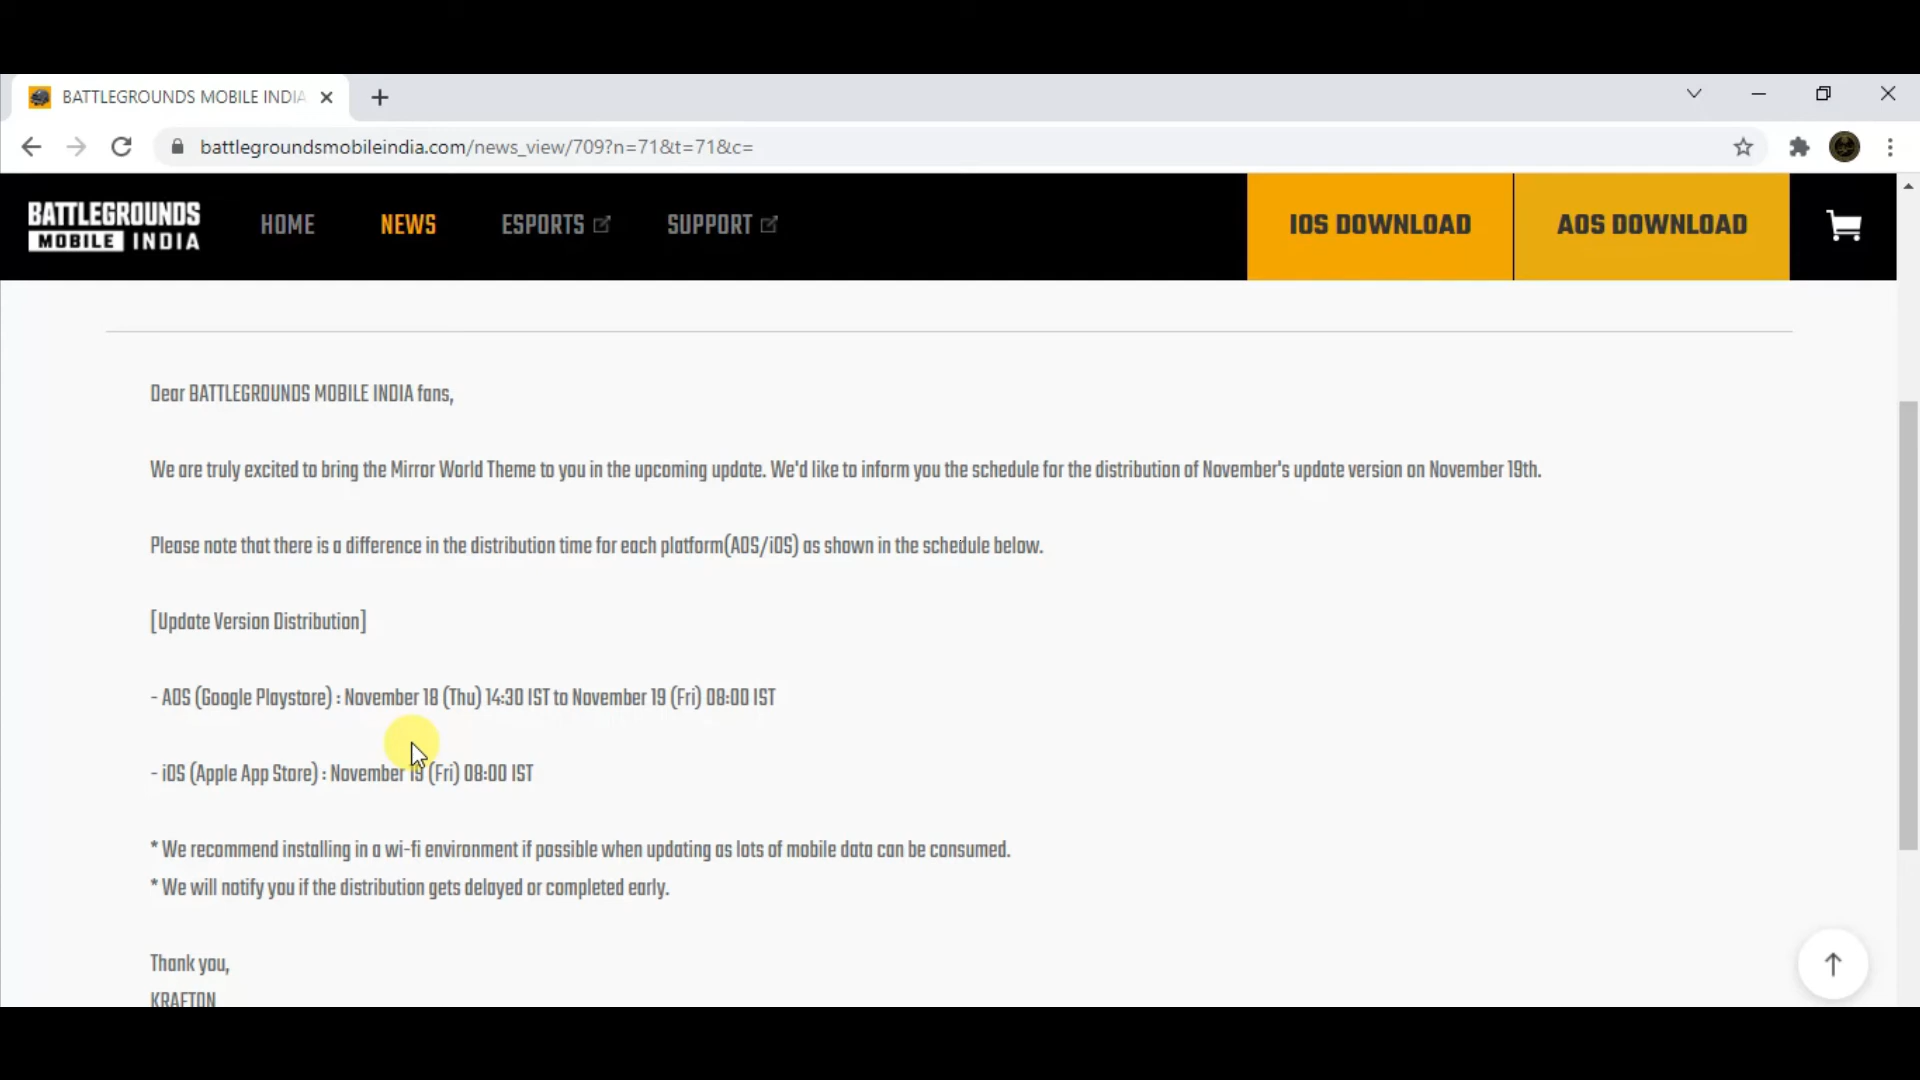 BATTLEGROUNDS MOBILE INDIA
battlegroundsmobileindia.com/news_view/709?n=71&t=71&c=
BATTLEGROUNDS
MOBILE INDIA
HOME
NEWS
ESPORTS
SUPPORT
IOS DOWNLOAD
AOS DOWNLOAD
Dear BATTLEGROUNDS MOBILE INDIA fans,
We are truly excited to bring the Mirror World Theme to you in the upcoming update. We'd like to inform you the schedule for the distribution of November's update version on November 19th.
Please note that there is a difference in the distribution time for each platform(AOS/iOS) as shown in the schedule below.
[Update Version Distribution]
- AOS (Google Playstore) : November 18 (Thu) 14:30 IST to November 19 (Fri) 08:00 IST
- iOS (Apple App Store) : November 19 (Fri) 08:00 IST
* We recommend installing in a wi-fi environment if possible when updating as lots of mobile data can be consumed.
* We will notify you if the distribution gets delayed or completed early.
Thank you,
KRAFTON